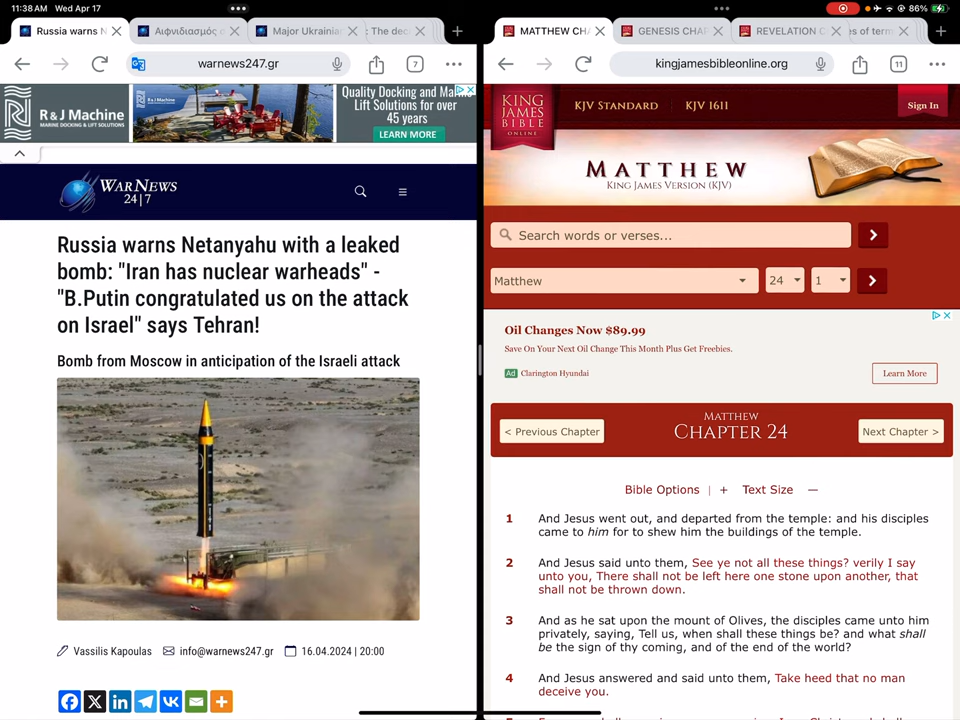 11:38 AM Wed Apr 17
86%
Russia warns N
Αιφνιδιασμός σ
Major Ukrainia
: The dec
warnews247.gr
7
R & J Machine
MARINE DOCKING & LIFT SOLUTIONS
R & J Machine
Quality Docking and Marine
Lift Solutions for over
45 years
LEARN MORE
WARNEWS
24|7
Russia warns Netanyahu with a leaked
bomb: "Iran has nuclear warheads" -
"B.Putin congratulated us on the attack
on Israel" says Tehran!
Bomb from Moscow in anticipation of the Israeli attack
Vassilis Kapoulas
info@warnews247.gr
16.04.2024 | 20:00
MATTHEW CHA
GENESIS CHAP
REVELATION C
es of term
kingjamesbibleonline.org
11
KING
JAMES
BIBLE
ONLINE
KJV STANDARD
KJV 1611
Sign In
MATTHEW
KING JAMES VERSION (KJV)
Search words or verses...
Matthew
24
1
Oil Changes Now $89.99
Save On Your Next Oil Change This Month Plus Get Freebies.
Ad Clarington Hyundai
Learn More
< Previous Chapter
MATTHEW
CHAPTER 24
Next Chapter >
Bible Options | + Text Size —
1 And Jesus went out, and departed from the temple: and his disciples
came to him for to shew him the buildings of the temple.
2 And Jesus said unto them, See ye not all these things? verily I say
unto you, There shall not be left here one stone upon another, that
shall not be thrown down.
3 And as he sat upon the mount of Olives, the disciples came unto him
privately, saying, Tell us, when shall these things be? and what shall
be the sign of thy coming, and of the end of the world?
4 And Jesus answered and said unto them, Take heed that no man
deceive you.